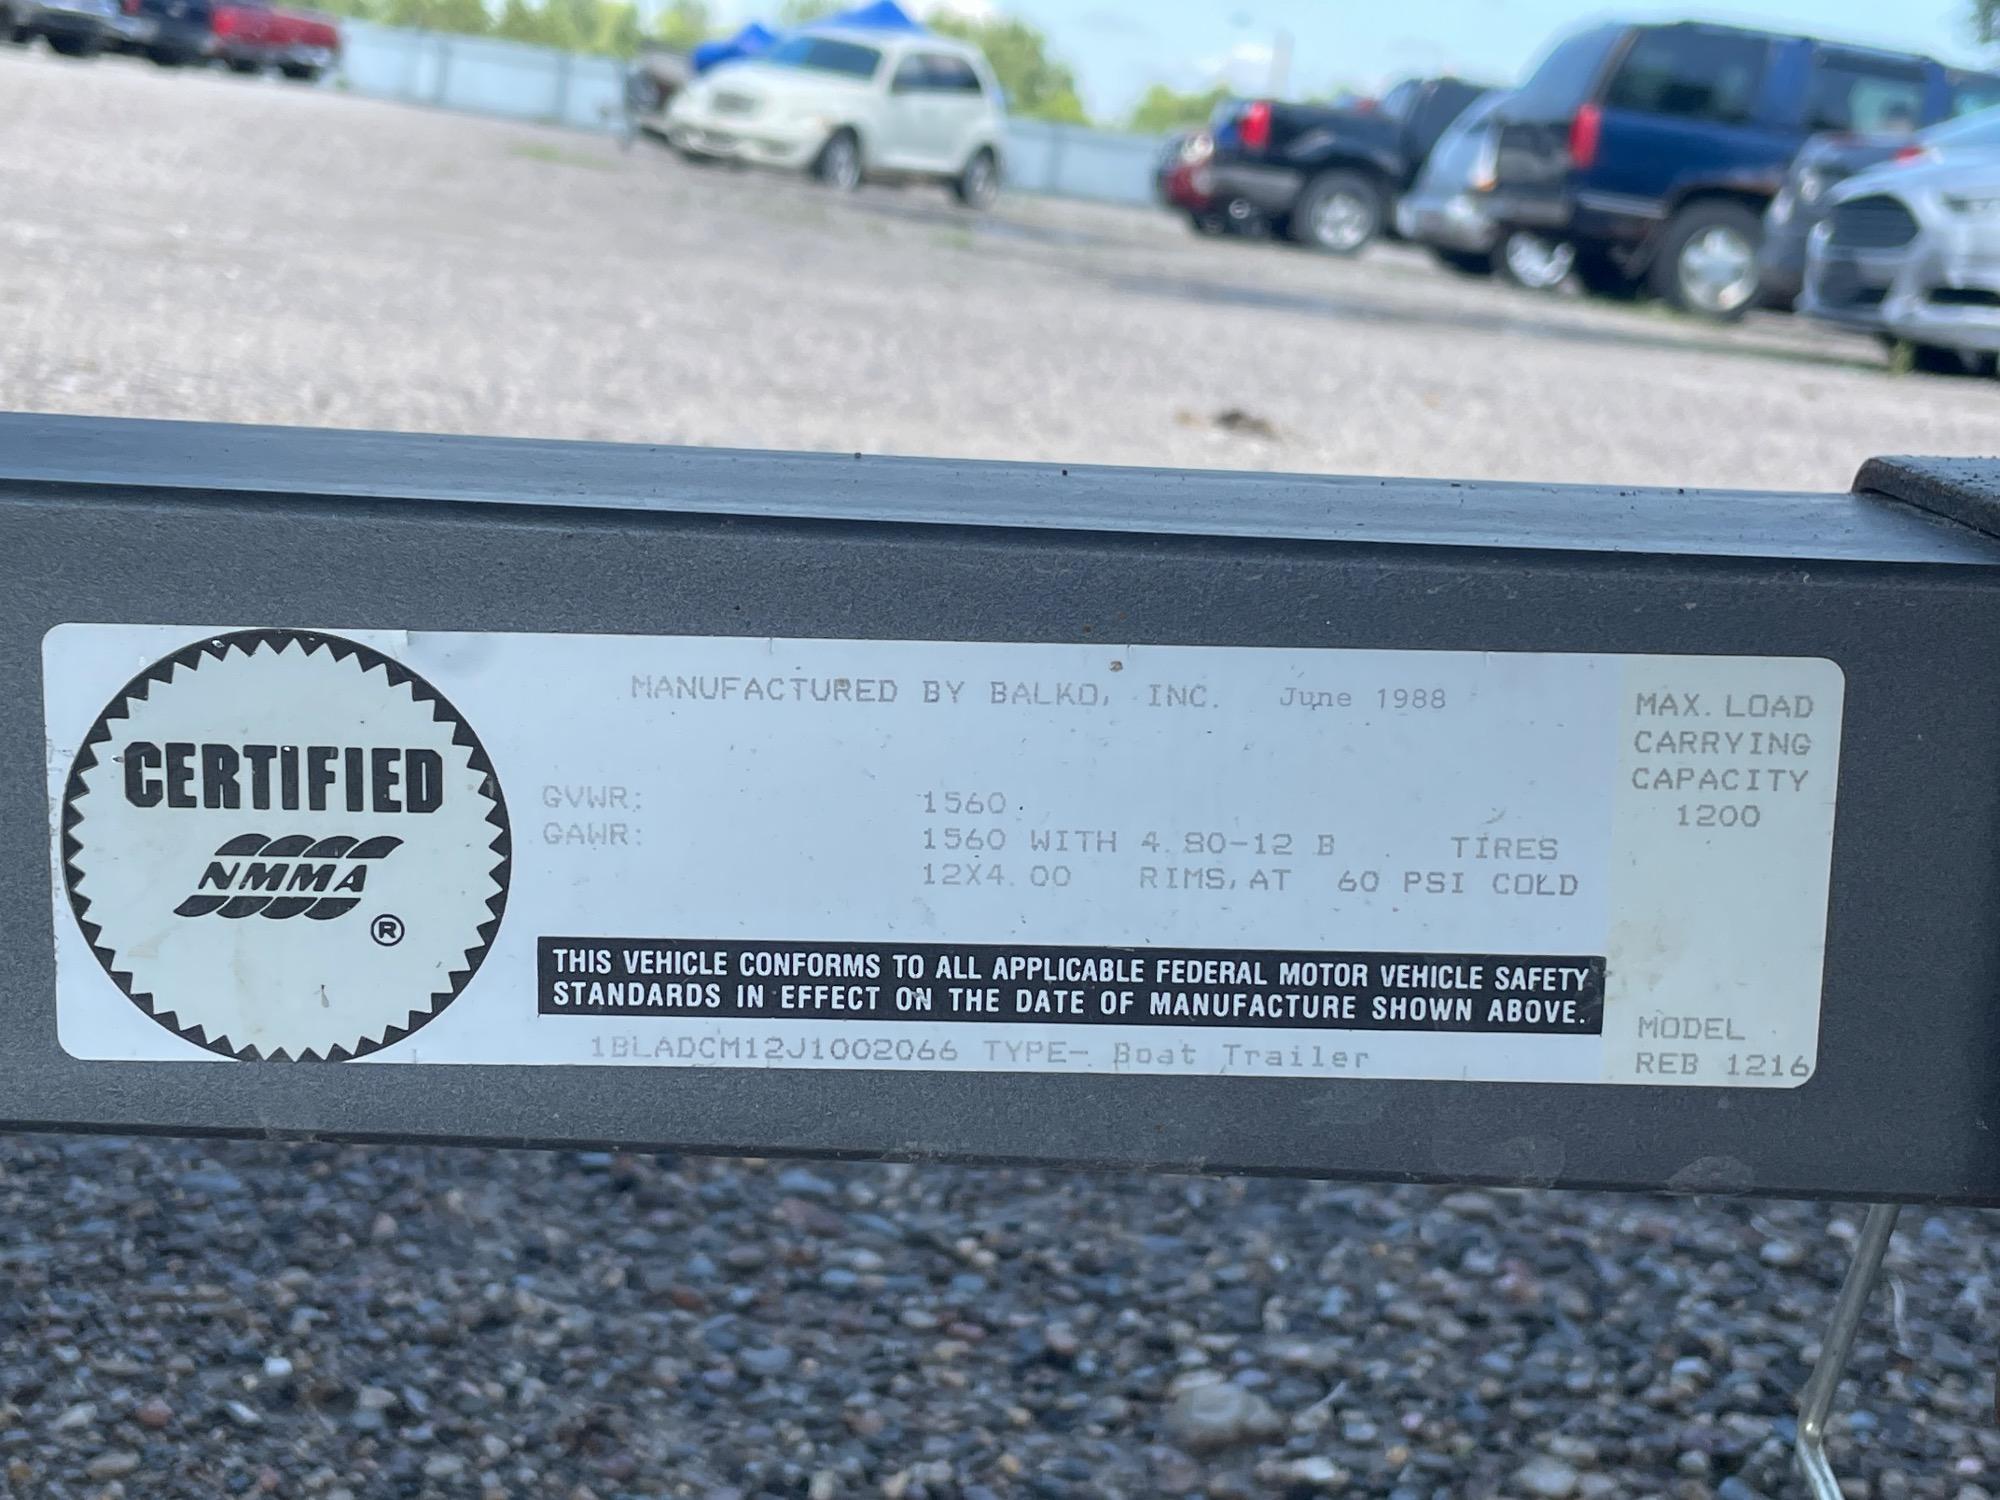 CERTIFIED
NMMA
®
MANUFACTURED BY BALKO, INC. June 1988
GVWR: 1560
GAWR: 1560 WITH 4.80-12 B TIRES
12X4.00 RIMS, AT 60 PSI COLD
THIS VEHICLE CONFORMS TO ALL APPLICABLE FEDERAL MOTOR VEHICLE SAFETY
STANDARDS IN EFFECT ON THE DATE OF MANUFACTURE SHOWN ABOVE.
1BLADCM12J1002066 TYPE- Boat Trailer
MAX. LOAD
CARRYING
CAPACITY
1200
MODEL
REB 1216